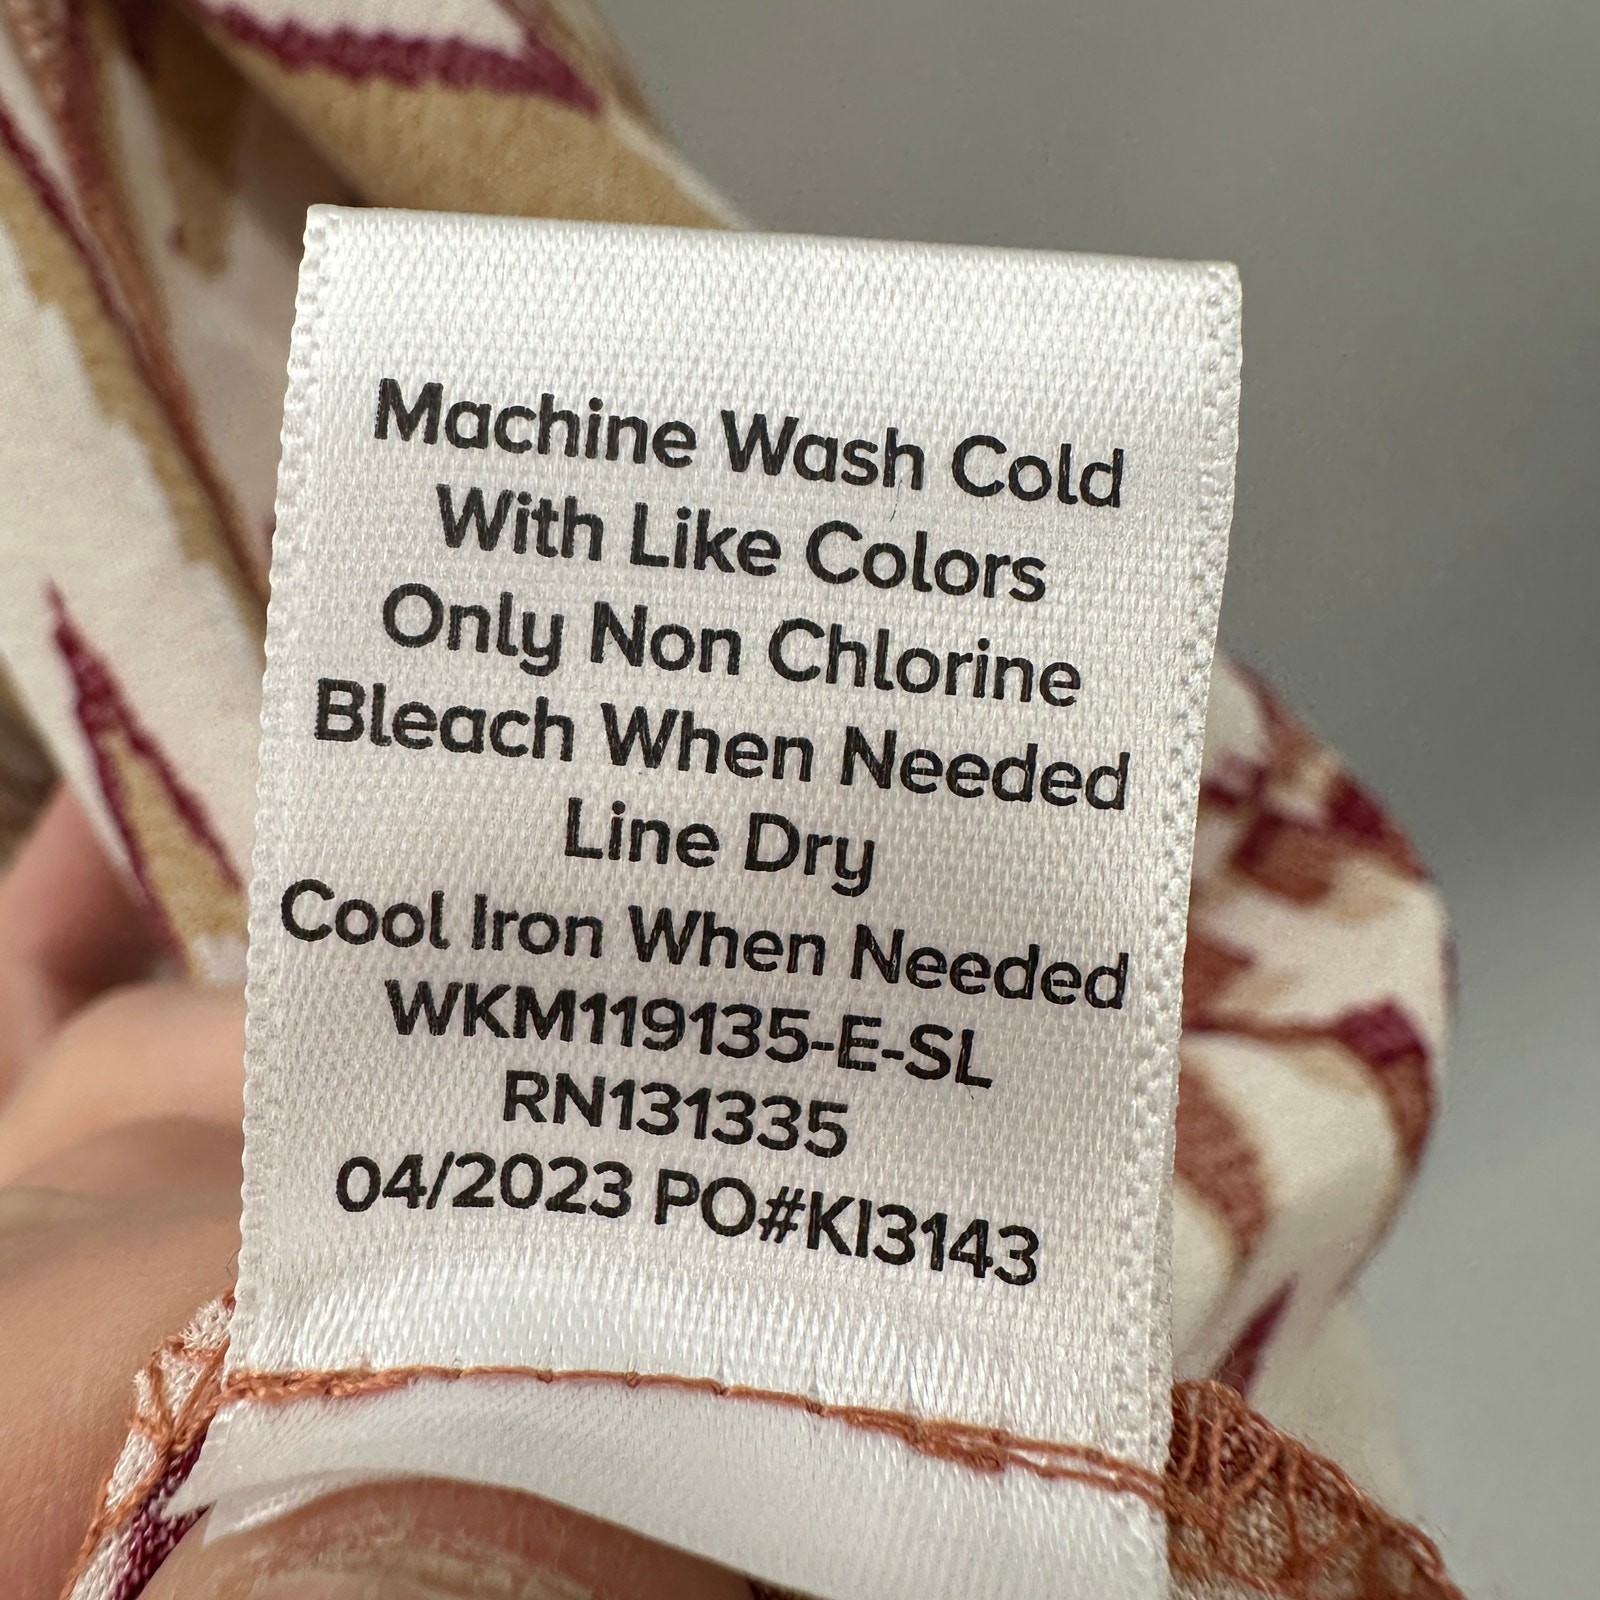 Machine Wash Cold
With Like Colors
Only Non Chlorine
Bleach When Needed
Line Dry
Cool Iron When Needed
WKM119135-E-SL
RN131335
04/2023 PO#KI3143